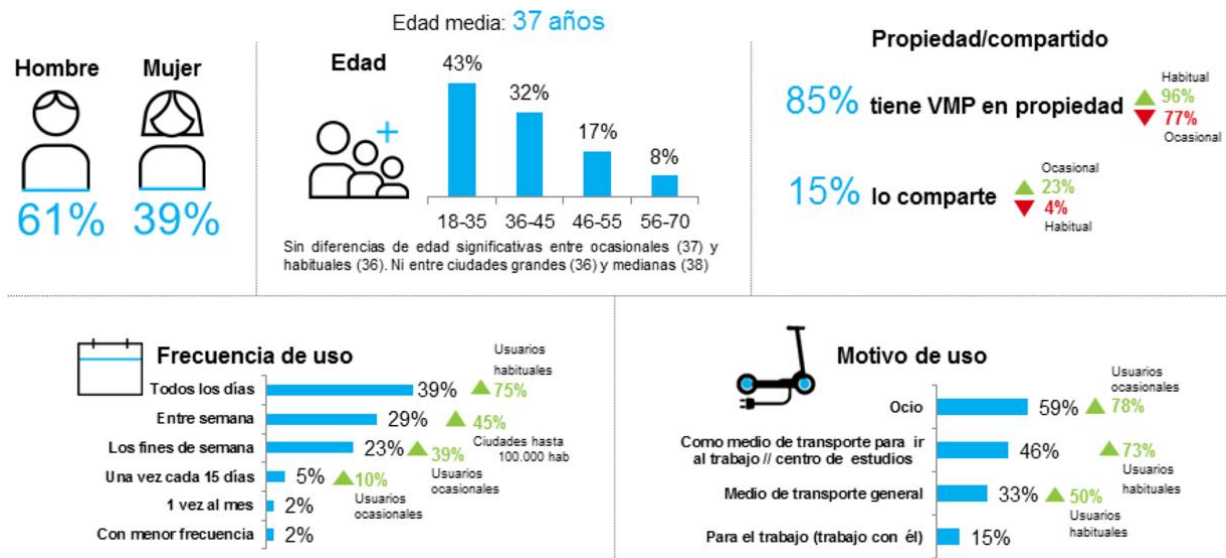 Hombre
Mujer
61%
39%
Edad media: 37 años
Edad
43%
32%
17%
8%
18-35
36-45
46-55
56-70
Sin diferencias de edad significativas entre ocasionales (37) y
habituales (36). Ni entre ciudades grandes (36) y medianas (38)
Propiedad/compartido
85% tiene VMP en propiedad
Habitual
96%
77%
Ocasional
15% lo comparte
Ocasional
23%
4%
Habitual
Frecuencia de uso
Todos los días
39%
Usuarios
habituales
75%
Entre semana
29%
45%
Ciudades hasta
100.000 hab
Los fines de semana
23%
39%
Usuarios
ocasionales
Una vez cada 15 días
5%
10%
Usuarios
ocasionales
1 vez al mes
2%
Con menor frecuencia
2%
Motivo de uso
Ocio
59%
Usuarios
ocasionales
78%
Como medio de transporte para ir
al trabajo // centro de estudios
46%
73%
Usuarios
habituales
Medio de transporte general
33%
50%
Usuarios
habituales
Para el trabajo (trabajo con él)
15%